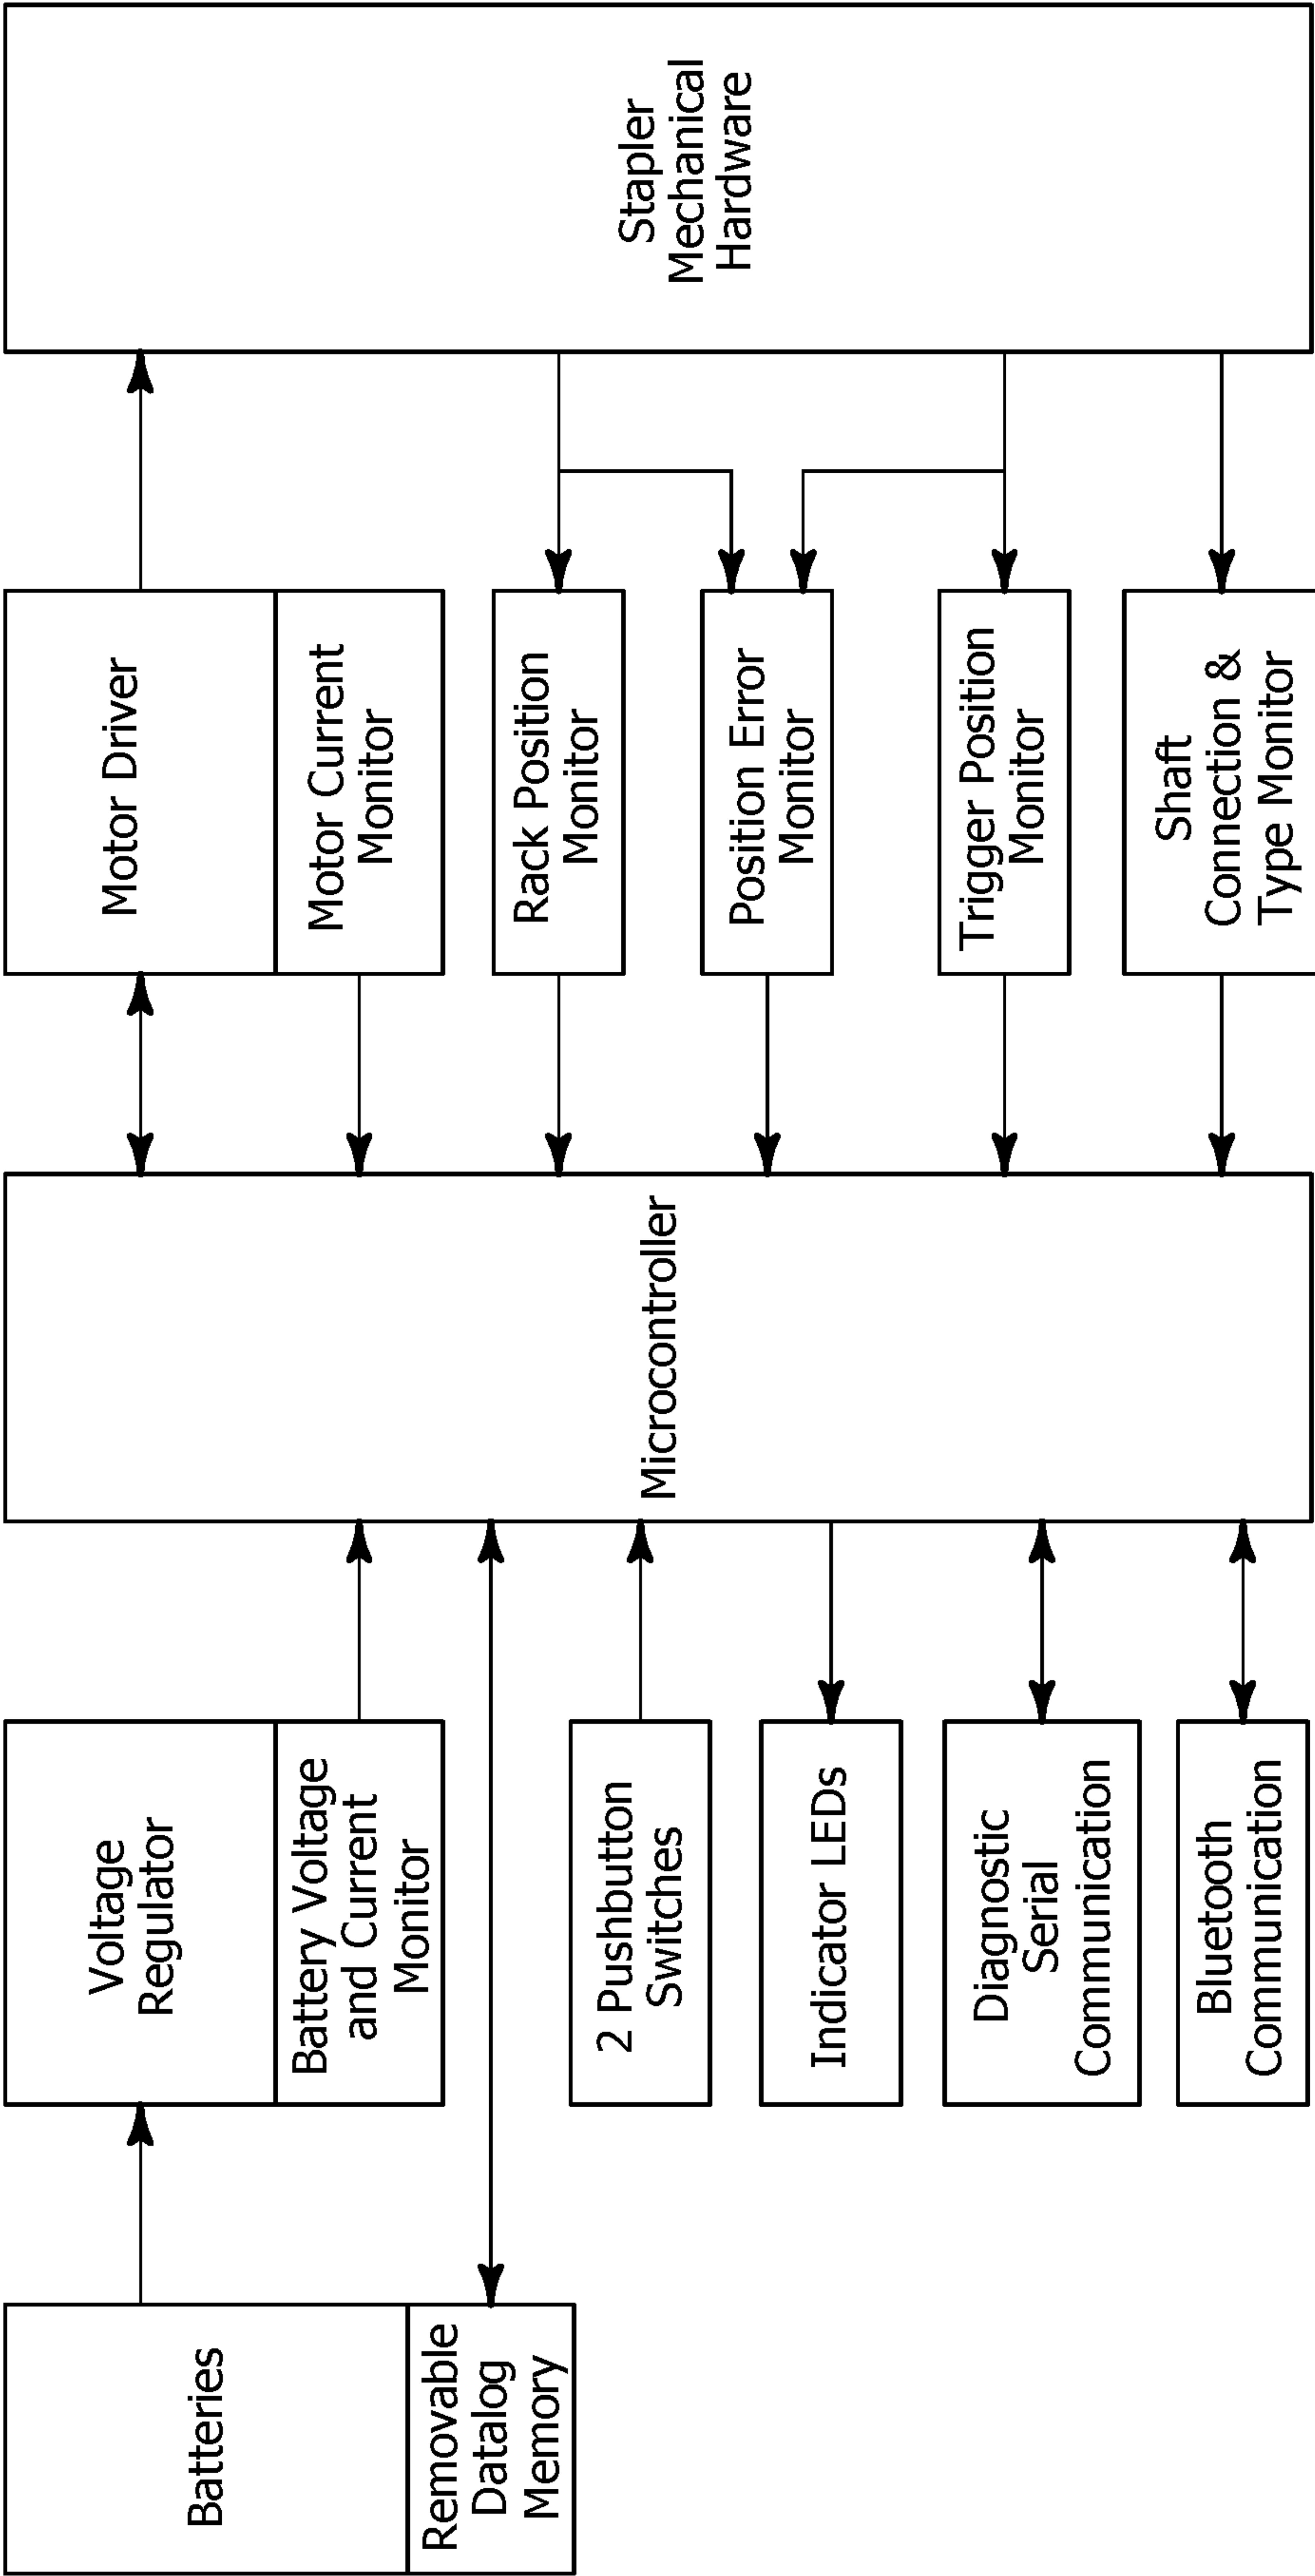 Batteries
Removable
Datalog
Memory
Voltage
Regulator
Battery Voltage
and Current
Monitor
2 Pushbutton
Switches
Indicator LEDs
Diagnostic
Serial
Communication
Bluetooth
Communication
Microcontroller
Motor Driver
Motor Current
Monitor
Rack Position
Monitor
Position Error
Monitor
Trigger Position
Monitor
Shaft
Connection &
Type Monitor
Stapler
Mechanical
Hardware